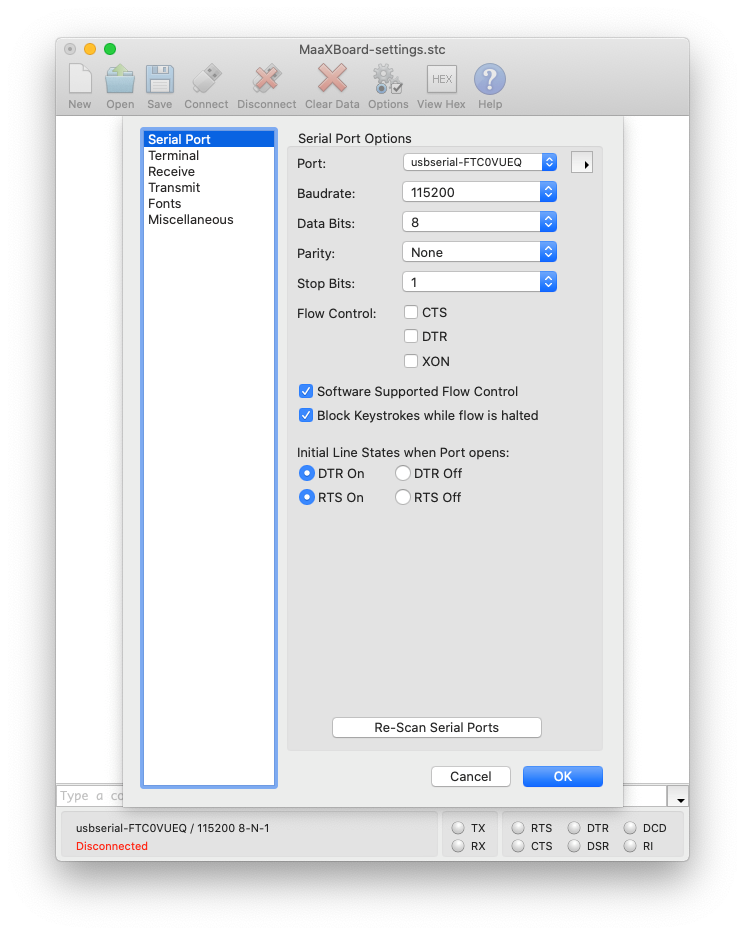 MaaXBoard-settings.stc
New Open Save Connect Disconnect Clear Data Options View Hex Help
HEX
?
Serial Port
Terminal
Receive
Transmit
Fonts
Miscellaneous
Serial Port Options
Port: usbserial-FTC0VUEQ
Baudrate: 115200
Data Bits: 8
Parity: None
Stop Bits: 1
Flow Control: CTS
DTR
XON
Software Supported Flow Control
Block Keystrokes while flow is halted
Initial Line States when Port opens:
DTR On DTR Off
RTS On RTS Off
Re-Scan Serial Ports
Cancel OK
Type a co
usbserial-FTC0VUEQ / 115200 8-N-1
Disconnected
TX RTS DTR DCD
RX CTS DSR RI